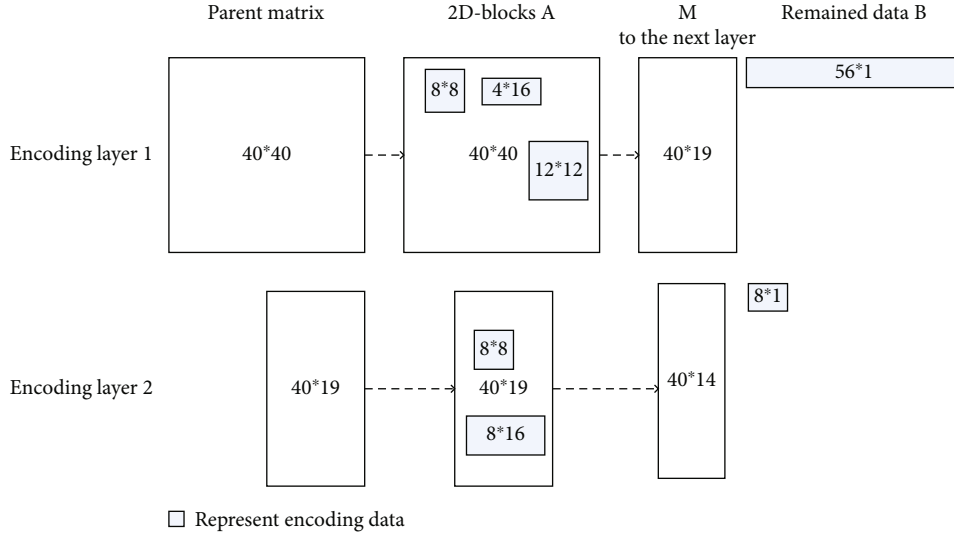 Parent matrix
2D-blocks A
M
to the next layer
Remained data B
Encoding layer 1
40*40
8*8
4*16
40*40
12*12
40*19
56*1
Encoding layer 2
40*19
8*8
40*19
8*16
40*14
8*1
Represent encoding data